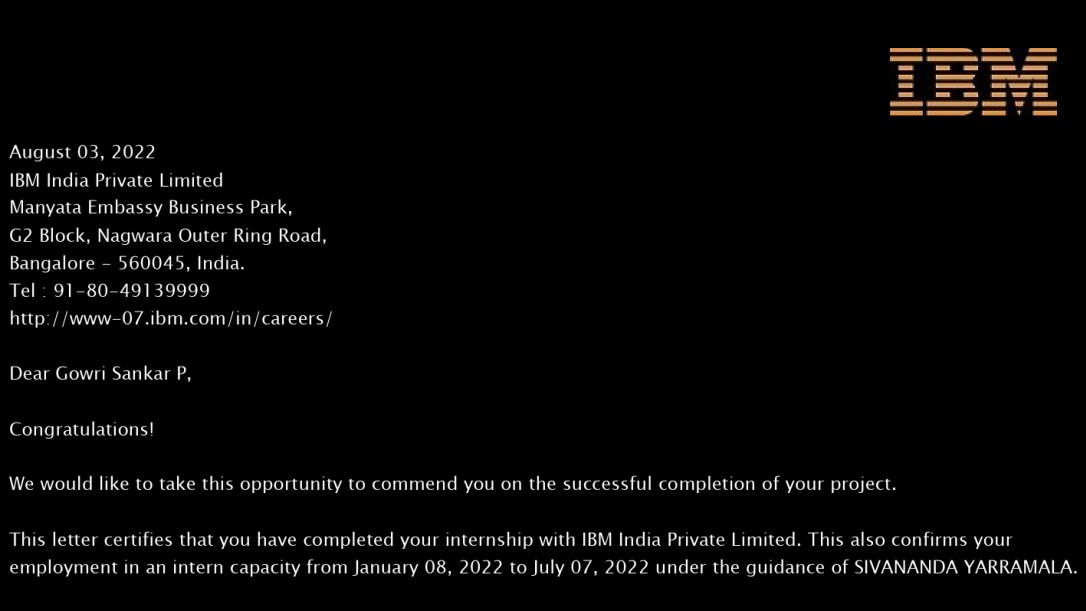 IBM
August 03, 2022
IBM India Private Limited
Manyata Embassy Business Park,
G2 Block, Nagwara Outer Ring Road,
Bangalore - 560045, India.
Tel : 91-80-49139999
http://www-07.ibm.com/in/careers/
Dear Gowri Sankar P,
Congratulations!
We would like to take this opportunity to commend you on the successful completion of your project.
This letter certifies that you have completed your internship with IBM India Private Limited. This also confirms your
employment in an intern capacity from January 08, 2022 to July 07, 2022 under the guidance of SIVANANDA YARRAMALA.